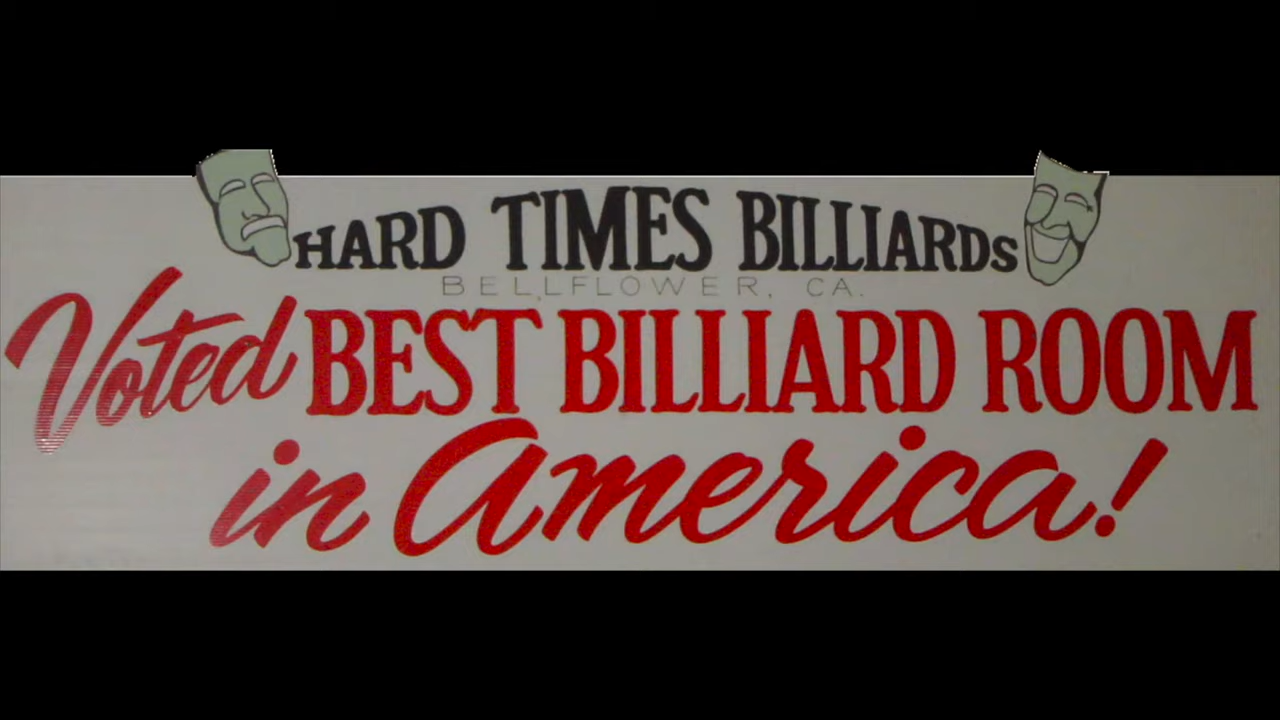 HARD TIMES BILLIARDS
BELLFLOWER, CA.
Voted BEST BILLIARD ROOM
in America!